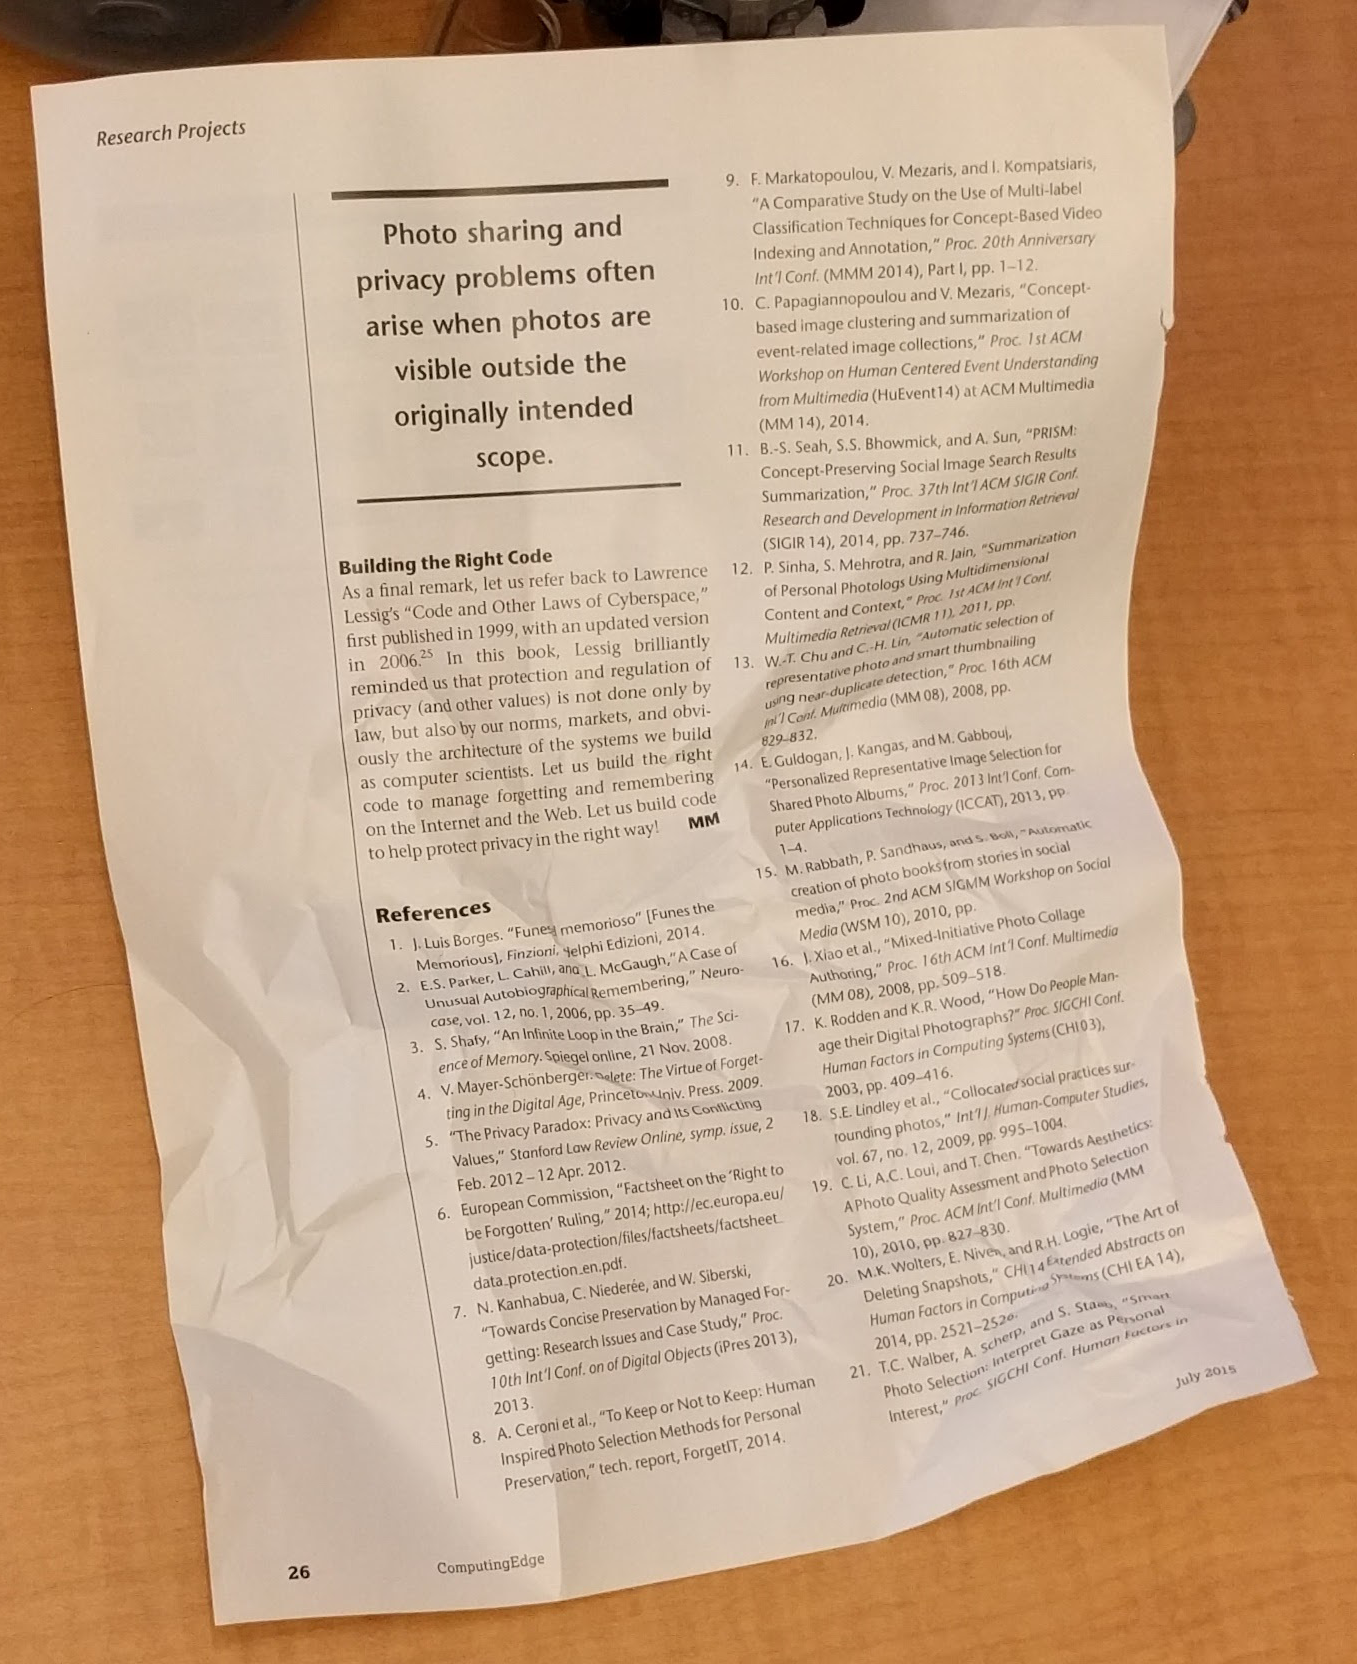 Research Projects
Photo sharing and
privacy problems often
arise when photos are
visible outside the
originally intended
scope.
Building the Right Code
As a final remark, let us refer back to Lawrence
Lessig's “Code and Other Laws of Cyberspace,”
first published in 1999, with an updated version
in 2006.25 In this book, Lessig brilliantly
reminded us that protection and regulation of
privacy (and other values) is not done only by
law, but also by our norms, markets, and obvi-
ously the architecture of the systems we build
as computer scientists. Let us build the right
code to manage forgetting and remembering
on the Internet and the Web. Let us build code
to help protect privacy in the right way! MM
References
1. J. Luis Borges. “Funes memorioso” [Funes the
Memorious], Finzioni, delphi Edizioni, 2014.
2. E.S. Parker, L. Cahill, and L. McGaugh,“A Case of
Unusual Autobiographical Remembering,” Neuro-
case, vol. 12, no. 1, 2006, pp. 35–49.
3. S. Shafy, “An Infinite Loop in the Brain,” The Sci-
ence of Memory. Spiegel online, 21 Nov. 2008.
4. V. Mayer-Schönberger. Delete: The Virtue of Forget-
ting in the Digital Age, Princeton Univ. Press. 2009.
5. “The Privacy Paradox: Privacy and Its Conflicting
Values,” Stanford Law Review Online, symp. issue, 2
Feb. 2012 – 12 Apr. 2012.
6. European Commission, “Factsheet on the ‘Right to
be Forgotten’ Ruling,” 2014; http://ec.europa.eu/
justice/data-protection/files/factsheets/factsheet_
data_protection_en.pdf.
7. N. Kanhabua, C. Niederée, and W. Siberski,
“Towards Concise Preservation by Managed For-
getting: Research Issues and Case Study,” Proc.
10th Int'l Conf. on of Digital Objects (iPres 2013),
2013.
8. A. Ceroni et al., “To Keep or Not to Keep: Human
Inspired Photo Selection Methods for Personal
Preservation,” tech. report, ForgetIT, 2014.
9. F. Markatopoulou, V. Mezaris, and I. Kompatsiaris,
“A Comparative Study on the Use of Multi-label
Classification Techniques for Concept-Based Video
Indexing and Annotation,” Proc. 20th Anniversary
Int'l Conf. (MMM 2014), Part I, pp. 1–12.
10. C. Papagiannopoulou and V. Mezaris, “Concept-
based image clustering and summarization of
event-related image collections,” Proc. 1st ACM
Workshop on Human Centered Event Understanding
from Multimedia (HuEvent14) at ACM Multimedia
(MM 14), 2014.
11. B.-S. Seah, S.S. Bhowmick, and A. Sun, “PRISM:
Concept-Preserving Social Image Search Results
Summarization,” Proc. 37th Int'l ACM SIGIR Conf.
Research and Development in Information Retrieval
(SIGIR 14), 2014, pp. 737–746.
12. P. Sinha, S. Mehrotra, and R. Jain, “Summarization
of Personal Photologs Using Multidimensional
Content and Context,” Proc. 1st ACM Int'l Conf.
Multimedia Retrieval (ICMR 11), 2011, pp.
13. W.-T. Chu and C.-H. Lin, “Automatic selection of
representative photo and smart thumbnailing
using near-duplicate detection,” Proc. 16th ACM
Int'l Conf. Multimedia (MM 08), 2008, pp.
829–832.
14. E. Guldogan, J. Kangas, and M. Gabbouj,
“Personalized Representative Image Selection for
Shared Photo Albums,” Proc. 2013 Int'l Conf. Com-
puter Applications Technology (ICCAT), 2013, pp.
1–4.
15. M. Rabbath, P. Sandhaus, and S. Boll, “Automatic
creation of photo books from stories in social
media,” Proc. 2nd ACM SIGMM Workshop on Social
Media (WSM 10), 2010, pp.
16. J. Xiao et al., “Mixed-Initiative Photo Collage
Authoring,” Proc. 16th ACM Int'l Conf. Multimedia
(MM 08), 2008, pp. 509–518.
17. K. Rodden and K.R. Wood, “How Do People Man-
age their Digital Photographs?” Proc. SIGCHI Conf.
Human Factors in Computing Systems (CHI 03),
2003, pp. 409–416.
18. S.E. Lindley et al., “Collocated social practices sur-
rounding photos,” Int'l J. Human-Computer Studies,
vol. 67, no. 12, 2009, pp. 995–1004.
19. C. Li, A.C. Loui, and T. Chen. “Towards Aesthetics:
A Photo Quality Assessment and Photo Selection
System,” Proc. ACM Int'l Conf. Multimedia (MM
10), 2010, pp. 827–830.
20. M.K. Wolters, E. Niven, and R.H. Logie, “The Art of
Deleting Snapshots,” CHI 14 Extended Abstracts on
Human Factors in Computing Systems (CHI EA 14),
2014, pp. 2521–2526.
21. T.C. Walber, A. Scherp, and S. Staab, “Smart
Photo Selection: Interpret Gaze as Personal
Interest,” Proc. SIGCHI Conf. Human Factors in
26
ComputingEdge
July 2015